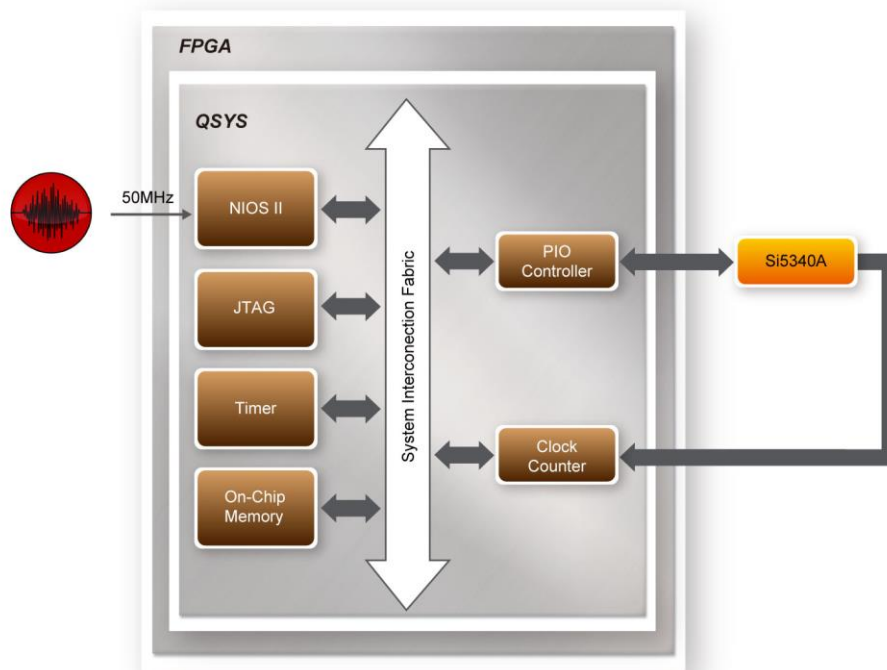 FPGA
QSYS
50MHz
NIOS II
JTAG
Timer
On-Chip
Memory
System Interconection Fabric
PIO
Controller
Clock
Counter
Si5340A